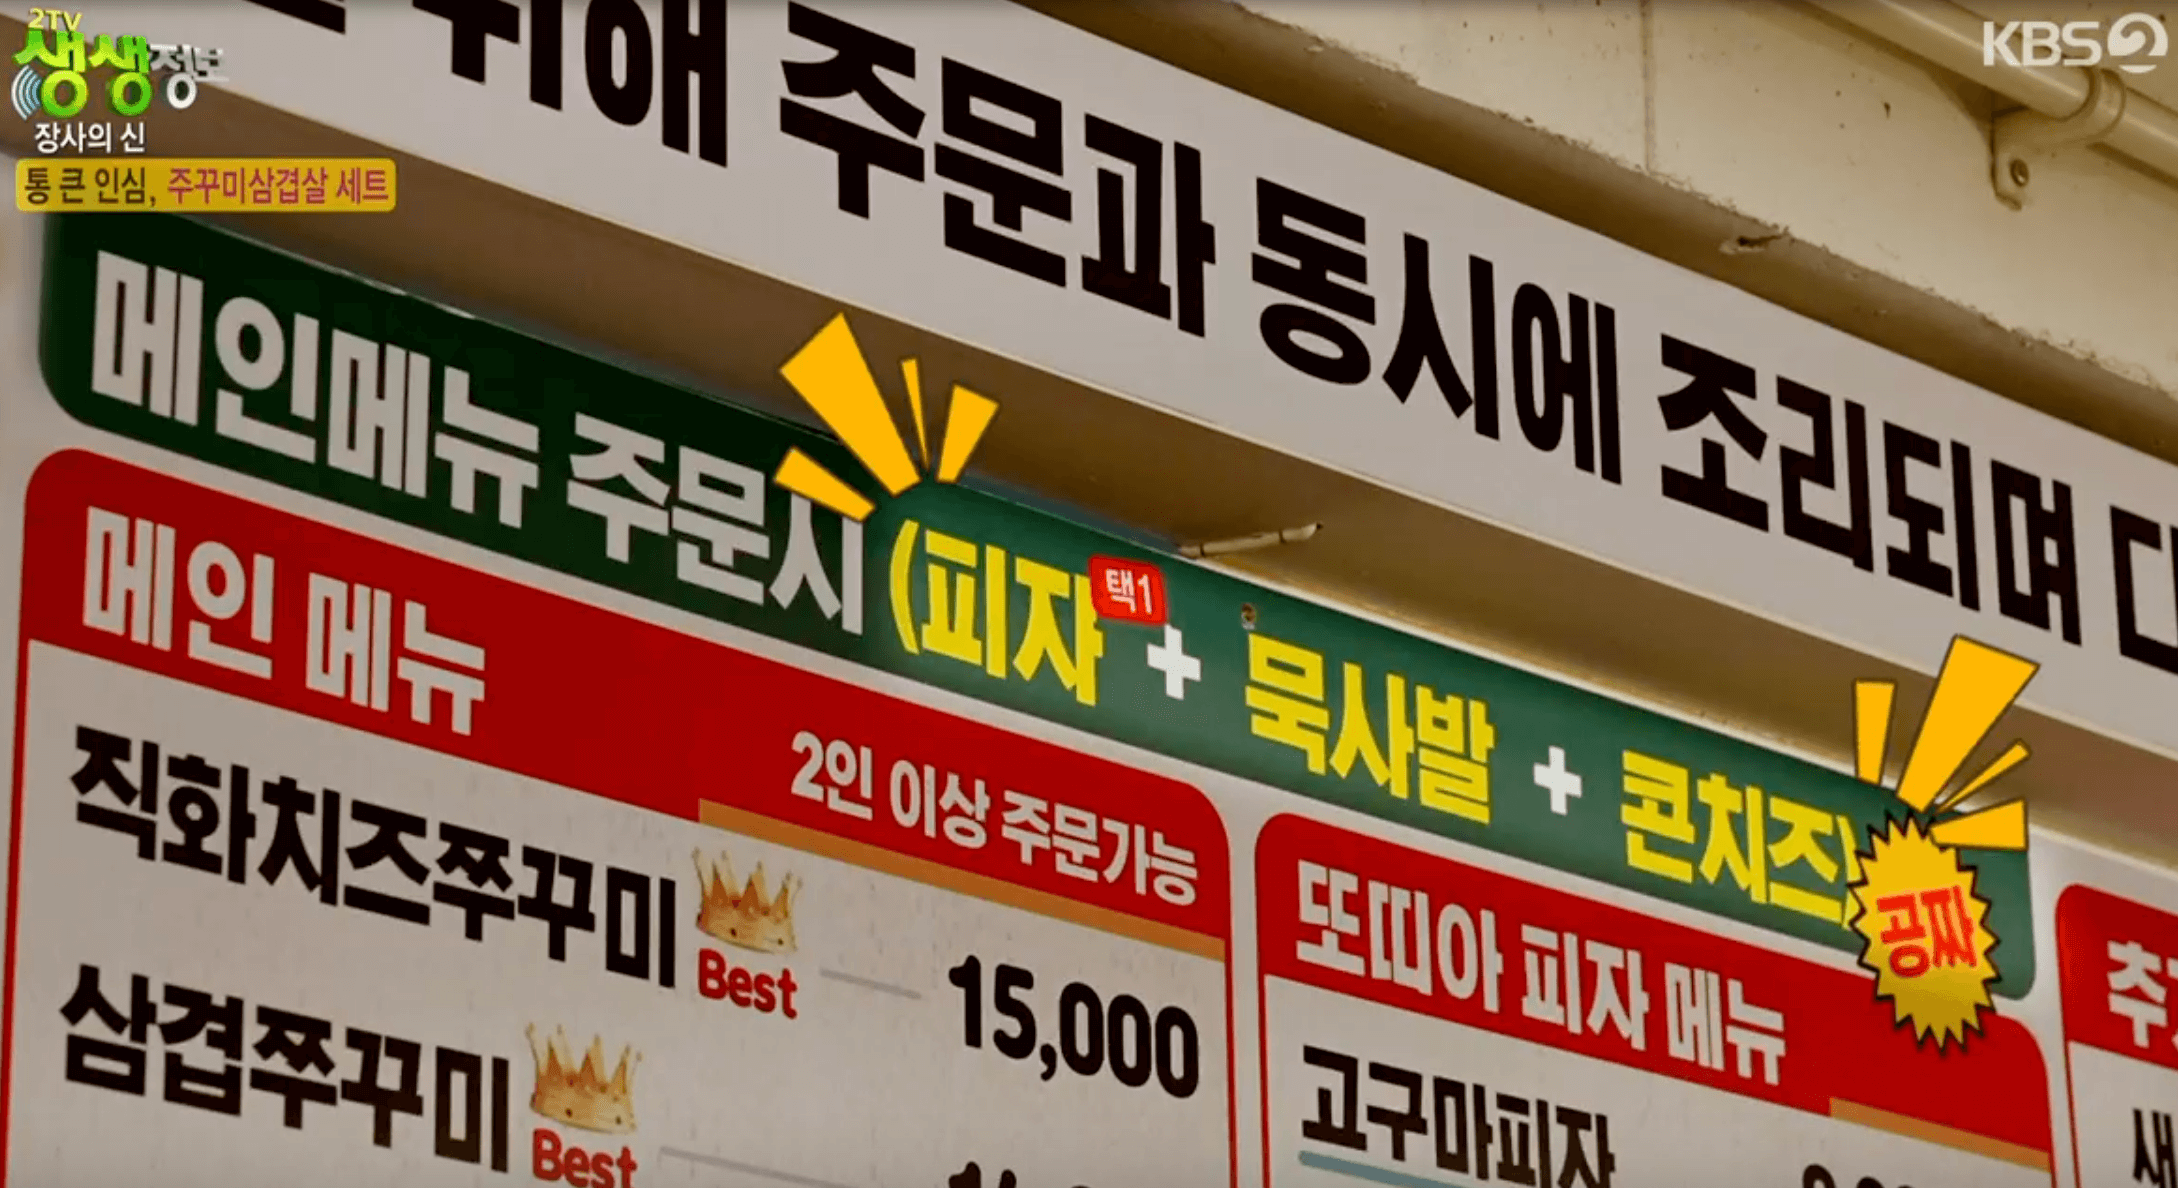 2TV
생생정보
KBS2
장사의 신
통 큰 인심, 주꾸미삼겹살 세트
위해 주문과 동시에 조리되며
메인메뉴 주문시 (피자 택1 + 묵사발 + 콘치즈) 공짜
메인 메뉴
2인 이상 주문가능
직화치즈쭈꾸미 Best 15,000
삼겹쭈꾸미 Best
또띠아 피자 메뉴
고구마피자